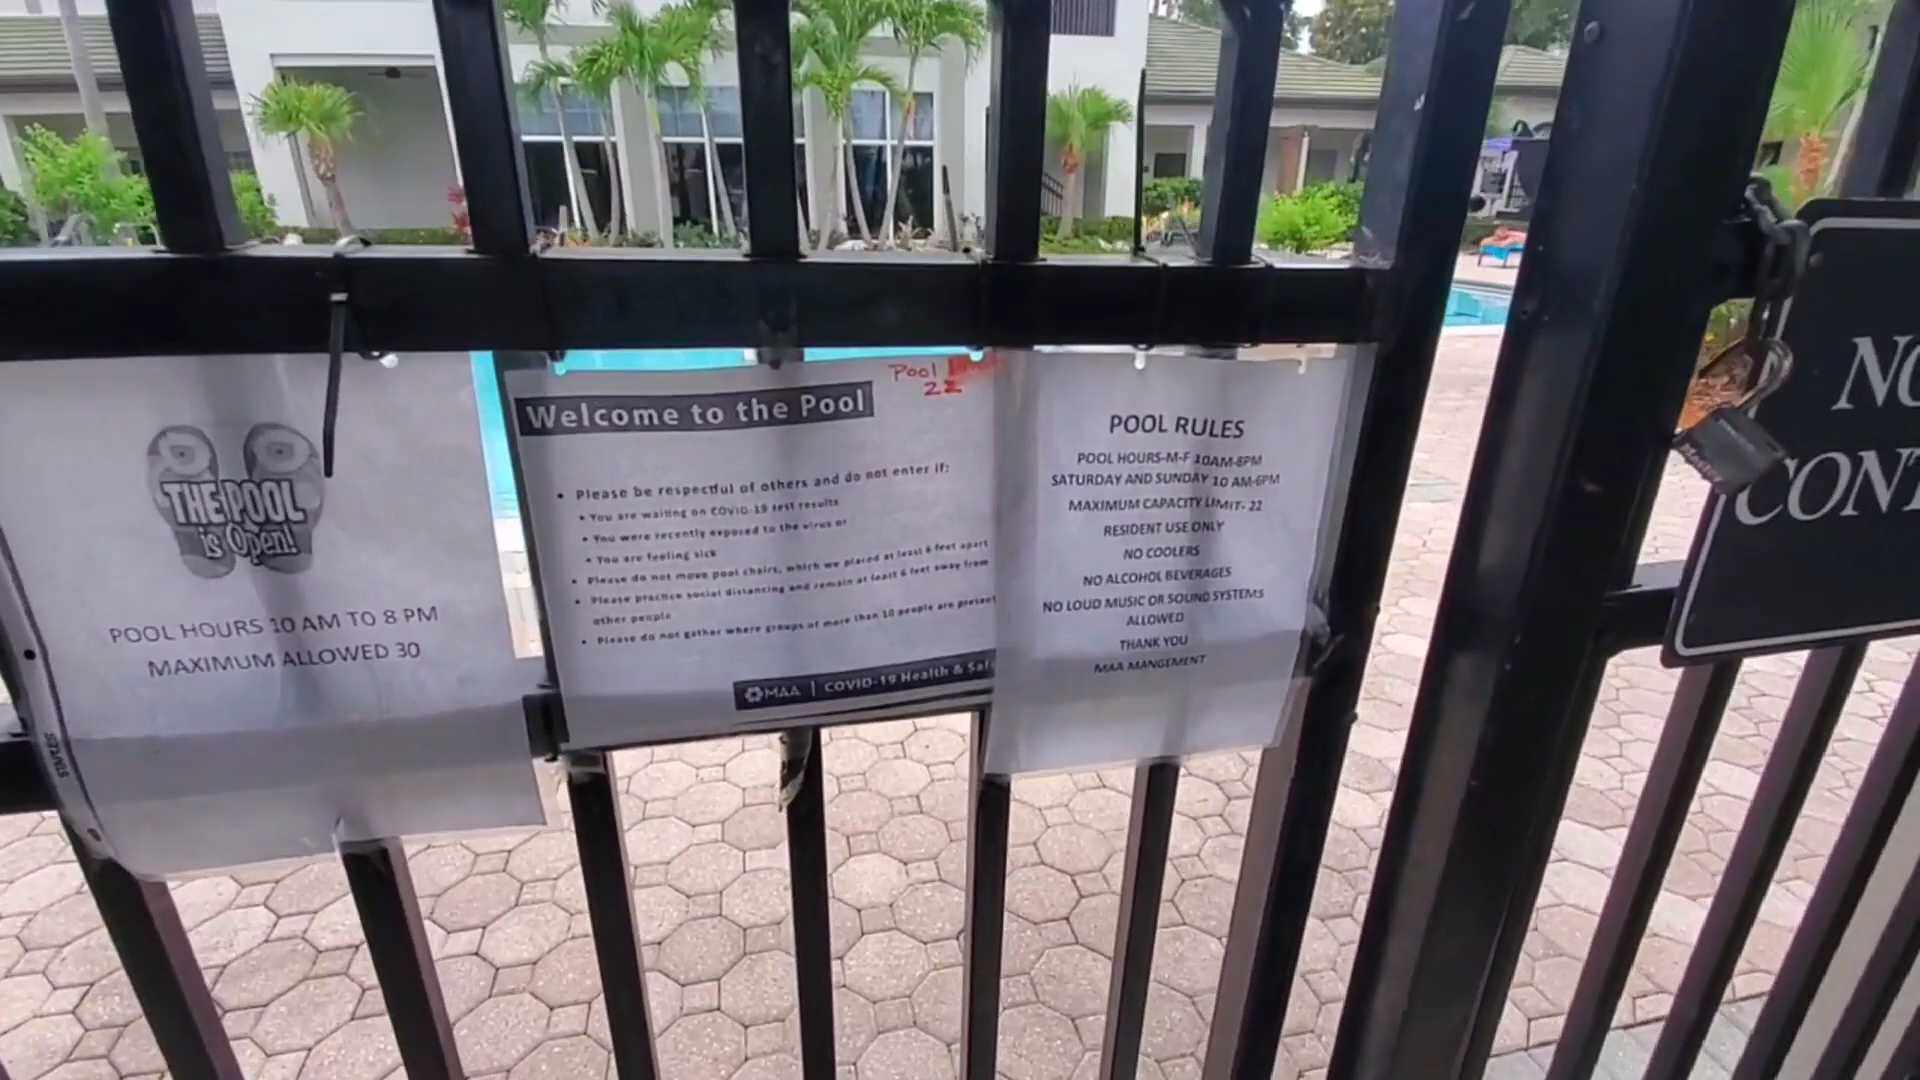 THE POOL
is Open!
POOL HOURS 10 AM TO 8 PM
MAXIMUM ALLOWED 30
STAPLES
Pool
22
Welcome to the Pool
• Please be respectful of others and do not enter if:
• You are waiting on COVID-19 test results
• You were recently exposed to the virus or
• You are feeling sick
• Please do not move pool chairs, which we placed at least 6 feet apart
• Please practice social distancing and remain at least 6 feet away from
other people
• Please do not gather where groups of more than 10 people are present
MAA | COVID-19 Health & Safe
POOL RULES
POOL HOURS-M-F 10AM-8PM
SATURDAY AND SUNDAY 10 AM-6PM
MAXIMUM CAPACITY LIMIT- 22
RESIDENT USE ONLY
NO COOLERS
NO ALCOHOL BEVERAGES
NO LOUD MUSIC OR SOUND SYSTEMS
ALLOWED
THANK YOU
MAA MANGEMENT
NO
CONT